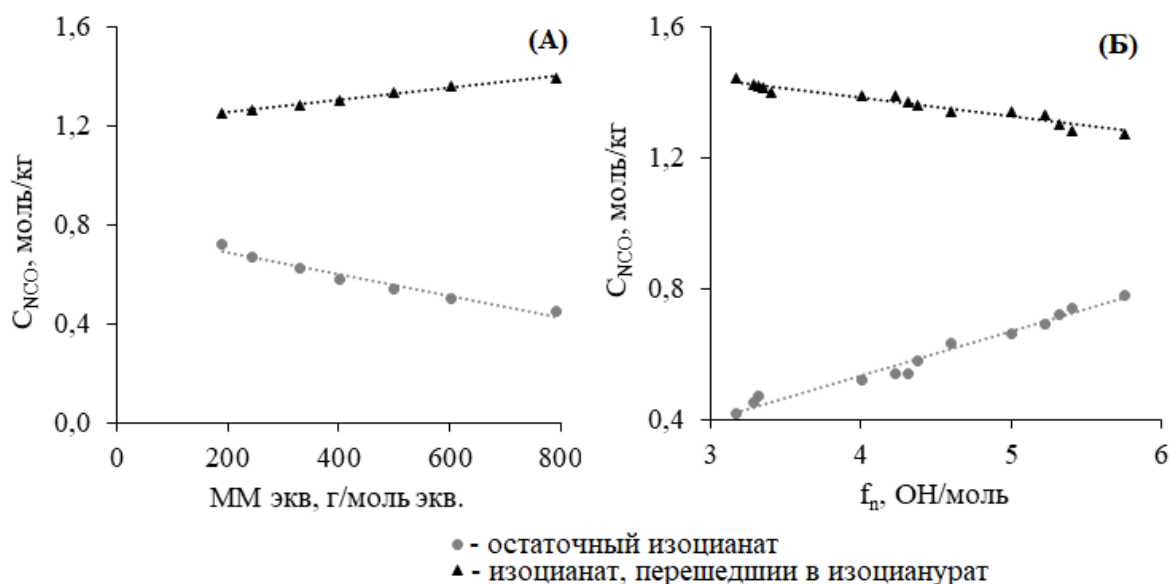 (А)
C_NCO, моль/кг
1,6
1,2
0,8
0,4
0,0
0 200 400 600 800
ММ экв, г/моль экв.
(Б)
C_NCO, моль/кг
1,6
1,2
0,8
0,4
3 4 5 6
f_n, ОН/моль
- остаточный изоцианат
- изоцианат, перешедшии в изоцианурат